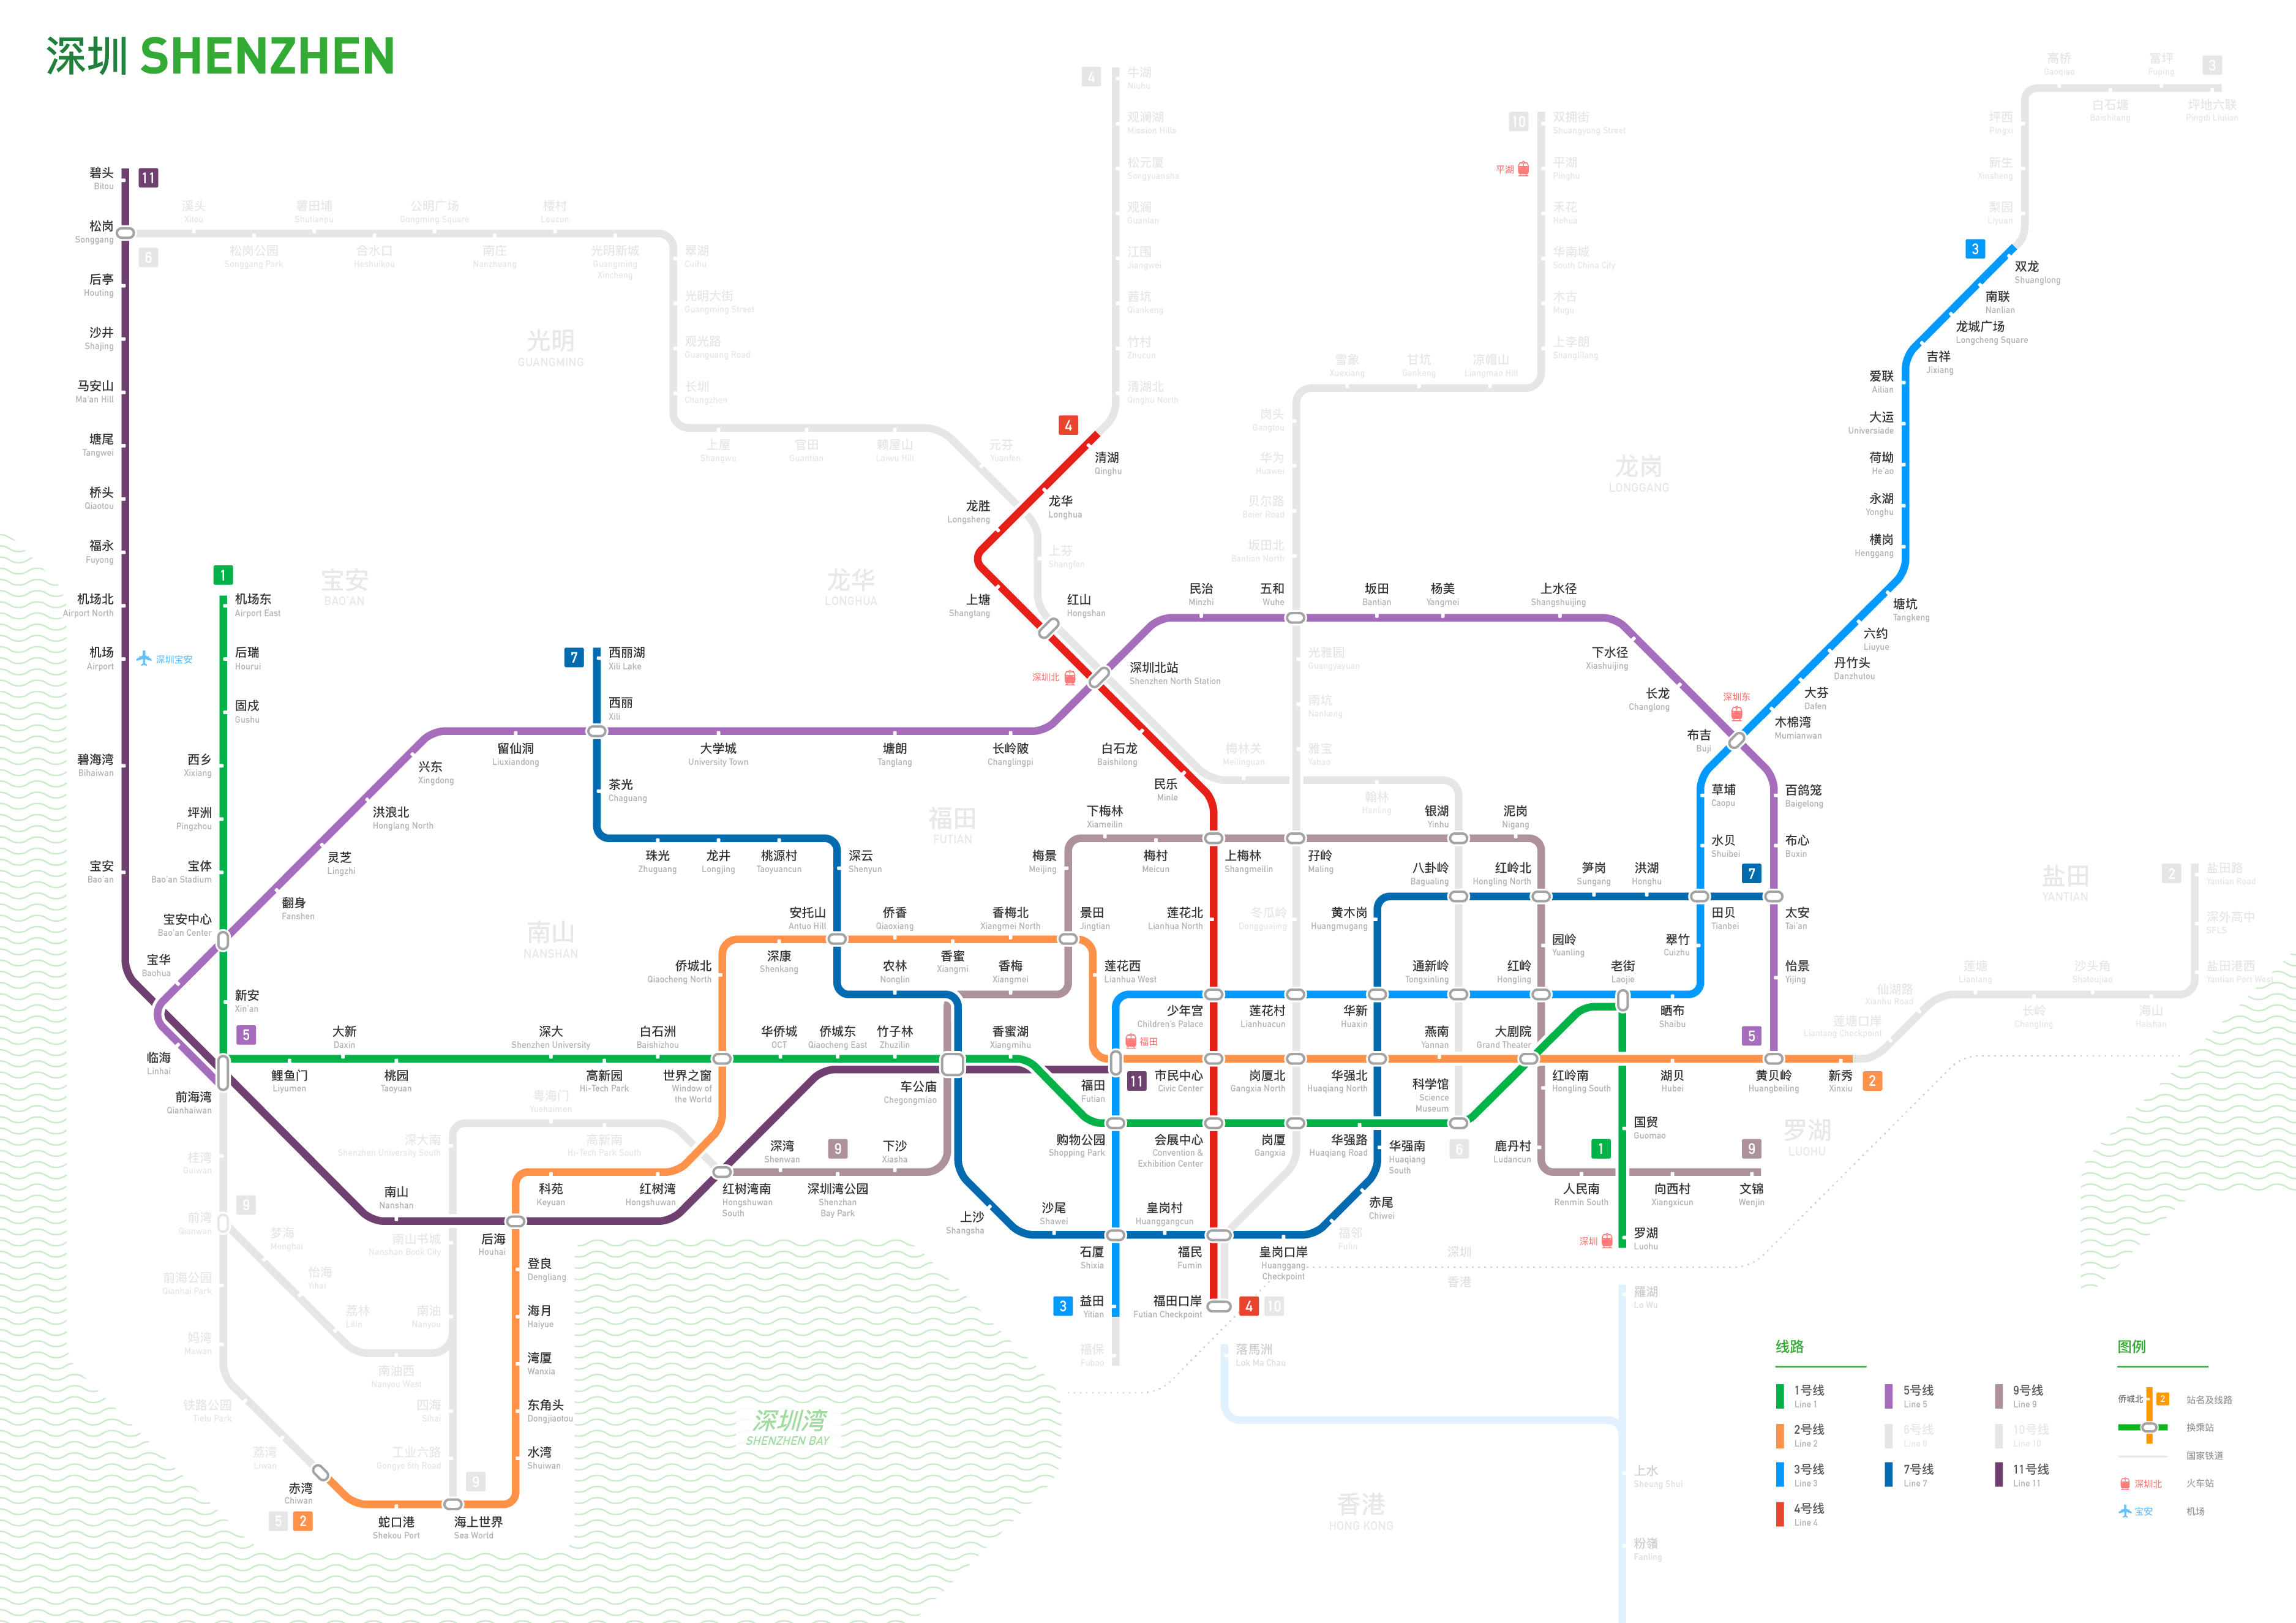 深圳 SHENZHEN
碧头
Bitou
11
松岗
Songgang
6
后亭
Houting
沙井
Shajing
马安山
Ma'an Hill
塘尾
Tangwei
桥头
Qiaotou
福永
Fuyong
机场北
Airport North
机场
Airport
深圳宝安
碧海湾
Bihaiwan
宝安
Bao'an
溪头
Xitou
松岗公园
Songgang Park
薯田埔
Shutianpu
合水口
Heshuikou
公明广场
Gongming Square
南庄
Nanzhuang
楼村
Loucun
光明新城
Guangming
Xincheng
翠湖
Cuihu
光明大街
Guangming Street
观光路
Guanguang Road
长圳
Changzhen
上屋
Shangwu
官田
Guantian
赖屋山
Laiwu Hill
元芬
Yuanfen
上芬
Shangfen
光明
GUANGMING
宝安
BAO'AN
龙华
LONGHUA
龙岗
LONGGANG
福田
FUTIAN
南山
NANSHAN
盐田
YANTIAN
罗湖
LUOHU
4
牛湖
Niuhu
观澜湖
Mission Hills
松元厦
Songyuansha
观澜
Guanlan
江围
Jiangwei
茜坑
Qiankeng
竹村
Zhucun
清湖北
Qinghu North
4
清湖
Qinghu
龙华
Longhua
龙胜
Longsheng
上塘
Shangtang
红山
Hongshan
深圳北
深圳北站
Shenzhen North Station
白石龙
Baishilong
民乐
Minle
10
双拥街
Shuangyong Street
平湖
平湖
Pinghu
禾花
Hehua
华南城
South China City
木古
Mugu
上李朗
Shanglilang
凉帽山
Liangmao Hill
甘坑
Gankeng
雪象
Xuexiang
岗头
Gangtou
华为
Huawei
贝尔路
Beier Road
坂田北
Bantian North
光雅园
Guangyayuan
南坑
Nankeng
雅宝
Yabao
梅林关
Meilinguan
翰林
Hanling
冬瓜岭
Donggualing
高桥
Gaoqiao
富坪
Fuping
3
白石塘
Baishitang
坪地六联
Pingdi Liulian
坪西
Pingxi
新生
Xinsheng
梨园
Liyuan
3
双龙
Shuanglong
南联
Nanlian
龙城广场
Longcheng Square
吉祥
Jixiang
爱联
Ailian
大运
Universiade
荷坳
He'ao
永湖
Yonghu
横岗
Henggang
塘坑
Tangkeng
六约
Liuyue
丹竹头
Danzhutou
大芬
Dafen
木棉湾
Mumianwan
深圳东
布吉
Buji
草埔
Caopu
水贝
Shuibei
田贝
Tianbei
翠竹
Cuizhu
晒布
Shaibu
老街
Laojie
民治
Minzhi
五和
Wuhe
坂田
Bantian
杨美
Yangmei
上水径
Shangshuijing
下水径
Xiashuijing
长龙
Changlong
百鸽笼
Baigelong
布心
Buxin
7
太安
Tai'an
怡景
Yijing
5
黄贝岭
Huangbeiling
新秀
Xinxiu
2
莲塘口岸
Liantang Checkpoint
仙湖路
Xianhu Road
莲塘
Liantang
长岭
Changling
沙头角
Shatoujiao
海山
Haishan
盐田港西
Yantian Port West
深外高中
SFLS
盐田路
Yantian Road
2
1
机场东
Airport East
后瑞
Hourui
固戍
Gushu
西乡
Xixiang
坪洲
Pingzhou
宝体
Bao'an Stadium
宝安中心
Bao'an Center
新安
Xin'an
5
宝华
Baohua
临海
Linhai
前海湾
Qianhaiwan
翻身
Fanshen
灵芝
Lingzhi
洪浪北
Honglang North
兴东
Xingdong
留仙洞
Liuxiandong
7
西丽湖
Xili Lake
西丽
Xili
大学城
University Town
塘朗
Tanglang
长岭陂
Changlingpi
茶光
Chaguang
珠光
Zhuguang
龙井
Longjing
桃源村
Taoyuancun
深云
Shenyun
安托山
Antuo Hill
侨香
Qiaoxiang
香蜜
Xiangmi
香梅北
Xiangmei North
景田
Jingtian
深康
Shenkang
侨城北
Qiaocheng North
农林
Nonglin
香梅
Xiangmei
梅景
Meijing
下梅林
Xiameilin
梅村
Meicun
上梅林
Shangmeilin
孖岭
Maling
银湖
Yinhu
泥岗
Nigang
八卦岭
Bagualing
红岭北
Hongling North
笋岗
Sungang
洪湖
Honghu
黄木岗
Huangmugang
莲花北
Lianhua North
莲花西
Lianhua West
园岭
Yuanling
通新岭
Tongxinling
红岭
Hongling
少年宫
Children's Palace
莲花村
Lianhuacun
华新
Huaxin
燕南
Yannan
大剧院
Grand Theater
鲤鱼门
Liyumen
大新
Daxin
桃园
Taoyuan
深大
Shenzhen University
高新园
Hi-Tech Park
白石洲
Baishizhou
世界之窗
Window of
the World
华侨城
OCT
侨城东
Qiaocheng East
竹子林
Zhuzilin
车公庙
Chegongmiao
香蜜湖
Xiangmihu
福田
福田
Futian
11
市民中心
Civic Center
岗厦北
Gangxia North
华强北
Huaqiang North
科学馆
Science
Museum
红岭南
Hongling South
湖贝
Hubei
购物公园
Shopping Park
会展中心
Convention &
Exhibition Center
岗厦
Gangxia
华强路
Huaqiang Road
华强南
Huaqiang
South
6
鹿丹村
Ludancun
1
国贸
Guomao
9
人民南
Renmin South
向西村
Xiangxicun
文锦
Wenjin
深圳
罗湖
Luohu
粤海门
Yuehaimen
深大南
Shenzhen University South
高新南
Hi-Tech Park South
深湾
Shenwan
9
下沙
Xiasha
红树湾南
Hongshuwan
South
深圳湾公园
Shenzhan
Bay Park
科苑
Keyuan
红树湾
Hongshuwan
南山
Nanshan
后海
Houhai
登良
Dengliang
海月
Haiyue
湾厦
Wanxia
东角头
Dongjiaotou
水湾
Shuiwan
海上世界
Sea World
蛇口港
Shekou Port
赤湾
Chiwan
5
2
桂湾
Guiwan
9
前湾
Qianwan
梦海
Menghai
怡海
Yihai
荔林
Lilin
南油西
Nanyou West
南油
Nanyou
南山书城
Nanshan Book City
前海公园
Qianhai Park
妈湾
Mawan
铁路公园
Tielu Park
荔湾
Liwan
四海
Sihai
工业六路
Gongye 6th Road
9
上沙
Shangsha
沙尾
Shawei
石厦
Shixia
皇岗村
Huanggangcun
福民
Fumin
皇岗口岸
Huanggang
Checkpoint
福邻
Fulin
赤尾
Chiwei
3
益田
Yitian
福保
Fubao
福田口岸
Futian Checkpoint
4
10
深圳
香港
落馬洲
Lok Ma Chau
羅湖
Lo Wu
上水
Sheung Shui
粉嶺
Fanling
香港
HONG KONG
深圳湾
SHENZHEN BAY
线路
1号线
Line 1
2号线
Line 2
3号线
Line 3
4号线
Line 4
5号线
Line 5
6号线
Line 6
7号线
Line 7
9号线
Line 9
10号线
Line 10
11号线
Line 11
图例
侨城北
2
站名及线路
换乘站
国家铁道
深圳北
火车站
宝安
机场